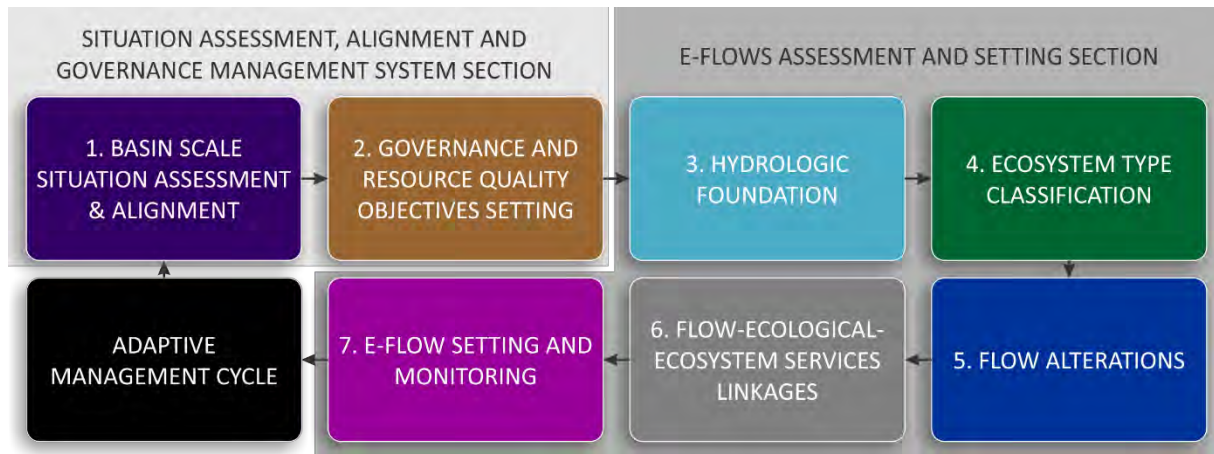 SITUATION ASSESSMENT, ALIGNMENT AND
GOVERNANCE MANAGEMENT SYSTEM SECTION
E-FLOWS ASSESSMENT AND SETTING SECTION
1. BASIN SCALE
SITUATION ASSESSMENT
& ALIGNMENT
2. GOVERNANCE AND
RESOURCE QUALITY
OBJECTIVES SETTING
3. HYDROLOGIC
FOUNDATION
4. ECOSYSTEM TYPE
CLASSIFICATION
5. FLOW ALTERATIONS
6. FLOW-ECOLOGICAL-
ECOSYSTEM SERVICES
LINKAGES
7. E-FLOW SETTING AND
MONITORING
ADAPTIVE
MANAGEMENT CYCLE